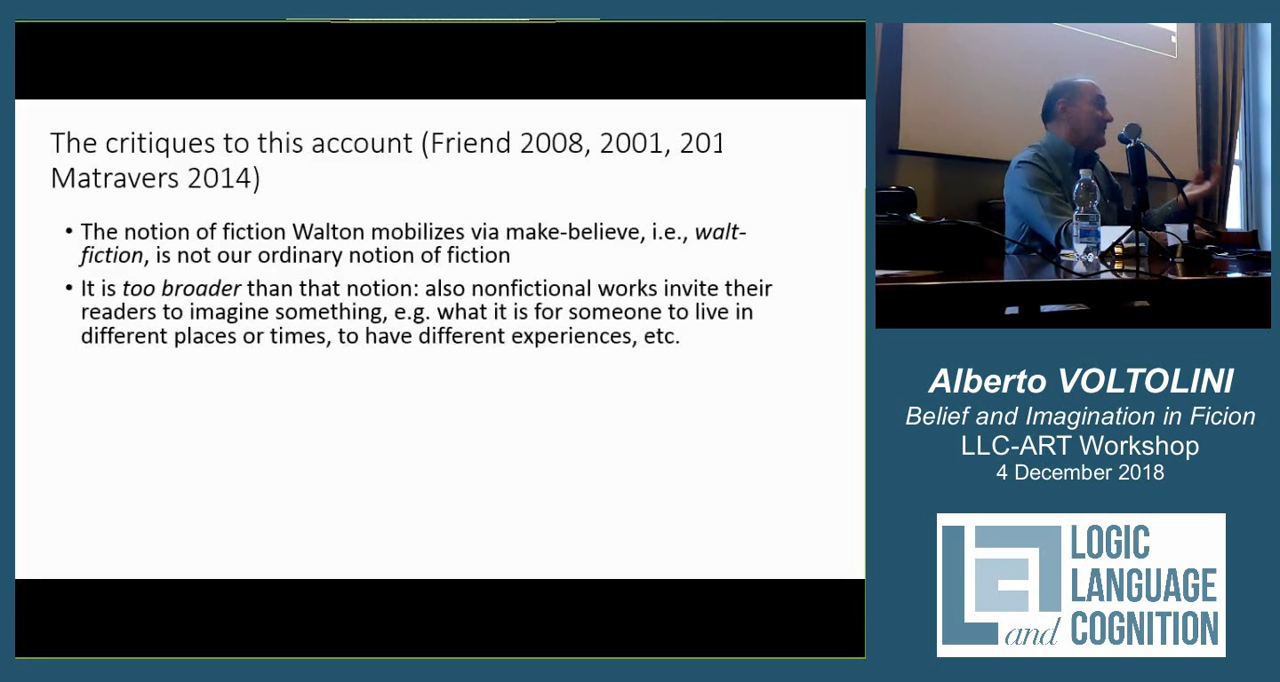 The critiques to this account (Friend 2008, 2001, 201
Matravers 2014)
• The notion of fiction Walton mobilizes via make-believe, i.e., walt-
fiction, is not our ordinary notion of fiction
• It is too broader than that notion: also nonfictional works invite their
readers to imagine something, e.g. what it is for someone to live in
different places or times, to have different experiences, etc.
Alberto VOLTOLINI
Belief and Imagination in Ficion
LLC-ART Workshop
4 December 2018
LOGIC
LANGUAGE
and COGNITION